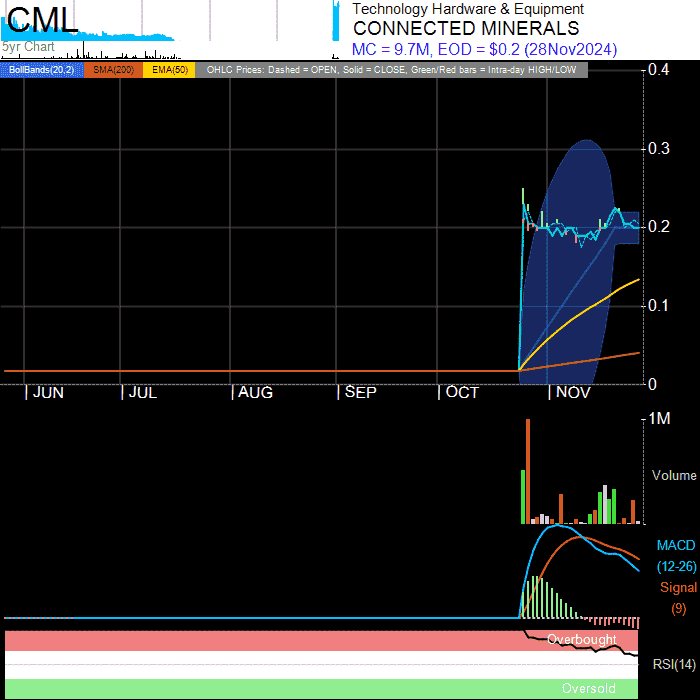 CML
5yr Chart
Technology Hardware & Equipment
CONNECTED MINERALS
MC = 9.7M, EOD = $0.2 (28Nov2024)
BollBands(20,2) SMA(200) EMA(50) OHLC Prices: Dashed = OPEN, Solid = CLOSE, Green/Red bars = Intra-day HIGH/LOW
0.4
0.3
0.2
0.1
0
JUN JUL AUG SEP OCT NOV
1M
Volume
MACD
(12-26)
Signal
(9)
Overbought
RSI(14)
Oversold